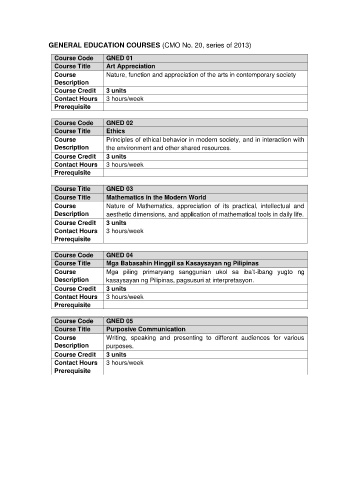 GENERAL EDUCATION COURSES (CMO No. 20, series of 2013)
Course Code GNED 01
Course Title Art Appreciation
Course Nature, function and appreciation of the arts in contemporary society
Description
Course Credit 3 units
Contact Hours 3 hours/week
Prerequisite
Course Code GNED 02
Course Title Ethics
Course Principles of ethical behavior in modern society, and in interaction with
Description the environment and other shared resources.
Course Credit 3 units
Contact Hours 3 hours/week
Prerequisite
Course Title GNED 03
Course Title Mathematics in the Modern World
Course Nature of Mathematics, appreciation of its practical, intellectual and
Description aesthetic dimensions, and application of mathematical tools in daily life.
Course Credit 3 units
Contact Hours 3 hours/week
Prerequisite
Course Code GNED 04
Course Title Mga Babasahin Hinggil sa Kasaysayan ng Pilipinas
Course Mga piling primaryang sanggunian ukol sa iba't-ibang yugto ng
Description kasaysayan ng Pilipinas, pagsusuri at interpretasyon.
Course Credit 3 units
Contact Hours 3 hours/week
Prerequisite
Course Code GNED 05
Course Title Purposive Communication
Course Writing, speaking and presenting to different audiences for various
Description purposes.
Course Credit 3 units
Contact Hours 3 hours/week
Prerequisite